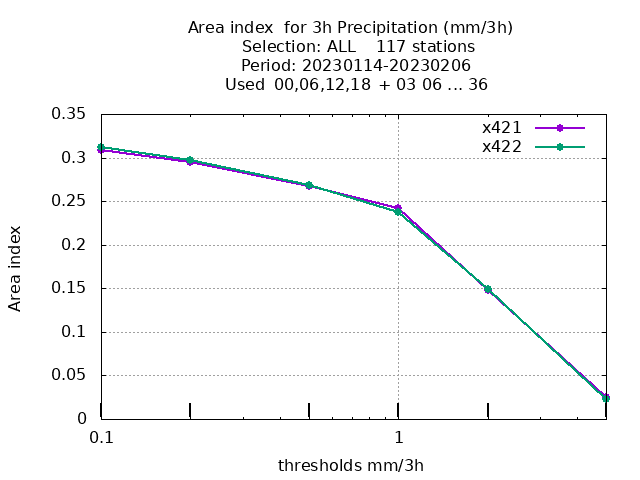 Area index  for 3h Precipitation (mm/3h)
Selection: ALL    117 stations
Period: 20230114-20230206
Used  00,06,12,18 + 03 06 ... 36
x421
x422
0.35
0.3
0.25
0.2
0.15
0.1
0.05
0
Area index
0.1
1
thresholds mm/3h